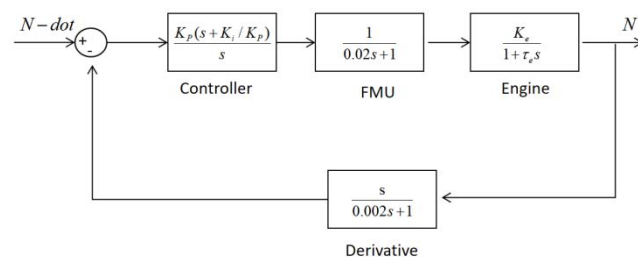 N-dot
+
-
K_P(s+K_i/K_P)
s
Controller
1
0.02s+1
FMU
K_e
1+τ_e s
Engine
N
s
0.002s+1
Derivative